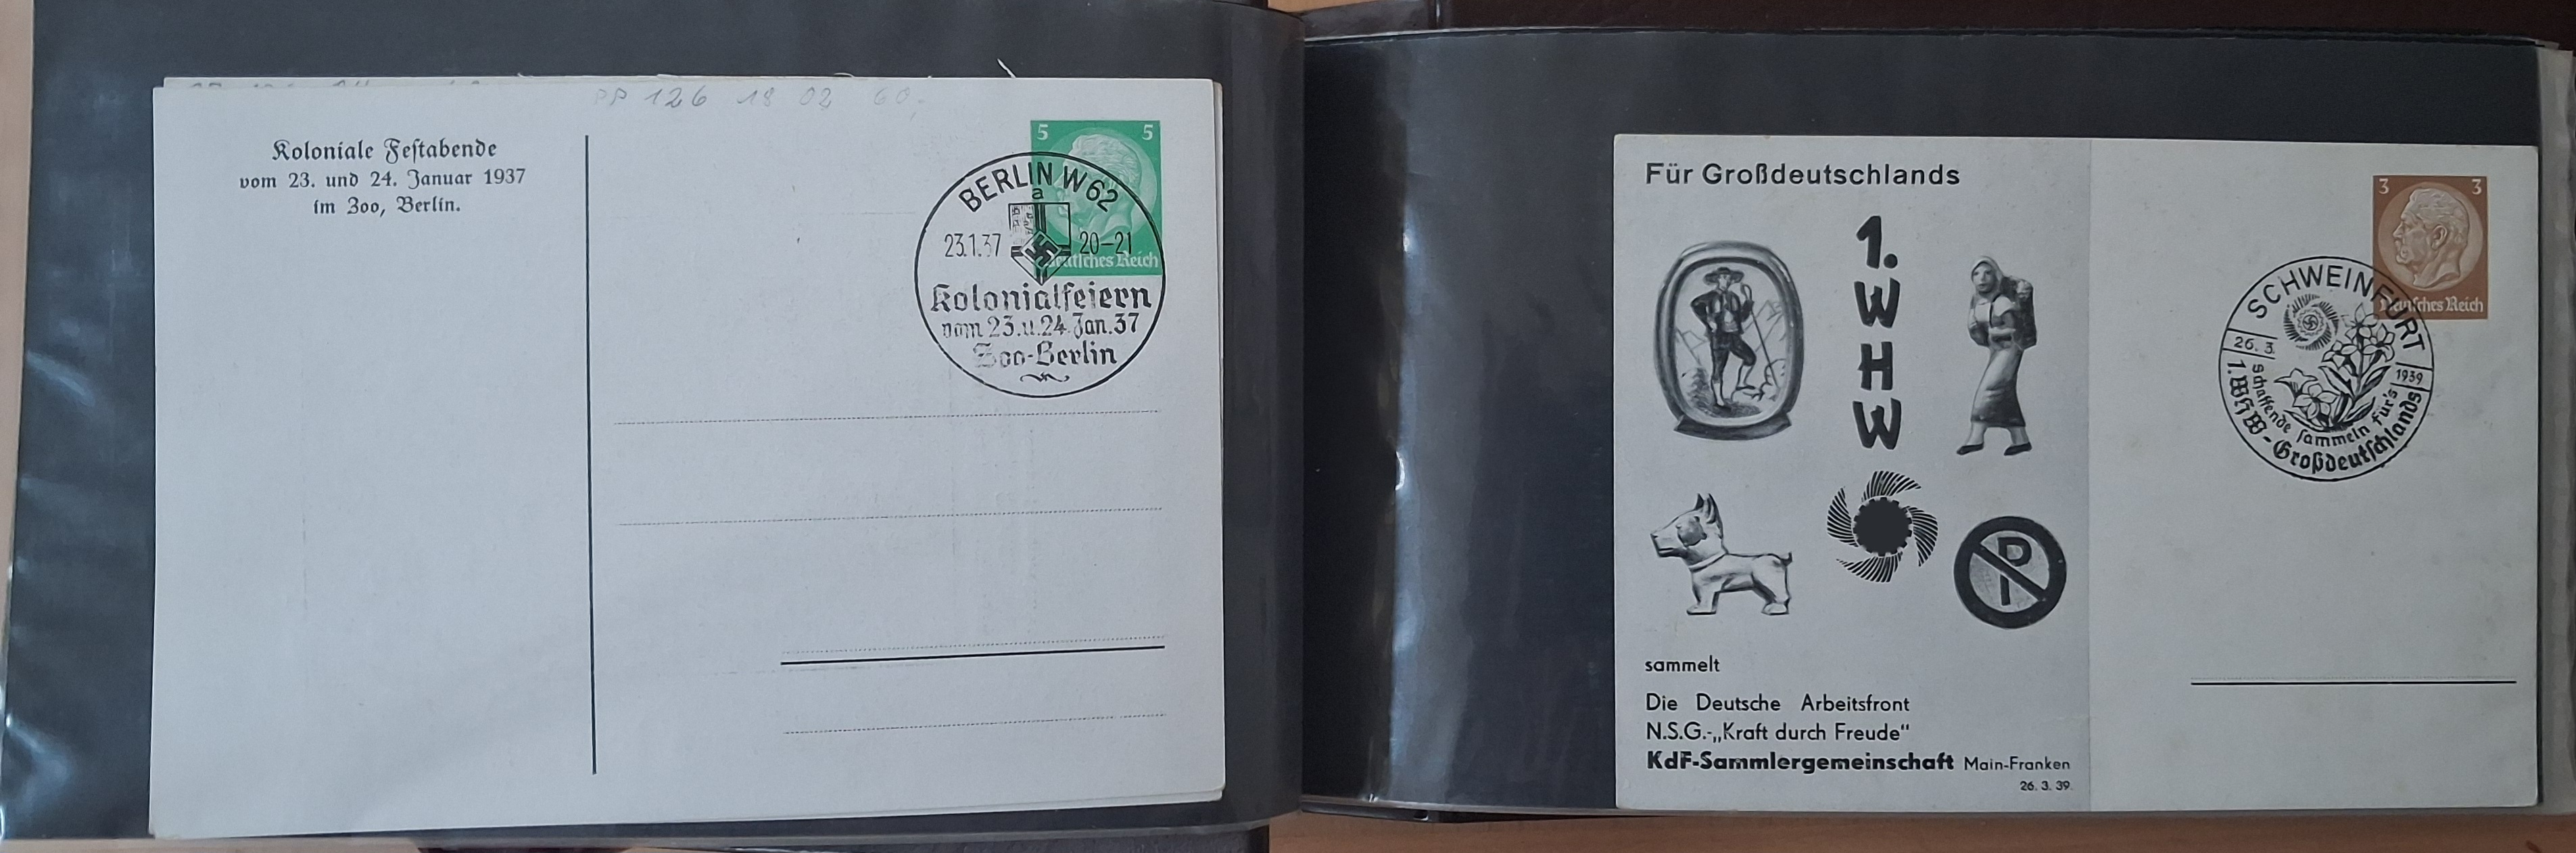 PP 126 18 02 60.-
Koloniale Festabende
vom 23. und 24. Januar 1937
im Zoo, Berlin.
5 5
Deutsches Reich
BERLIN W 62
a
23.1.37 20-21
Kolonialfeiern
vom 23.u.24.Jan.37
Zoo-Berlin
Für Großdeutschlands
1.
W
H
W
P
sammelt
Die Deutsche Arbeitsfront
N.S.G.-„Kraft durch Freude“
KdF-Sammlergemeinschaft Main-Franken
26. 3. 39.
3 3
Deutsches Reich
SCHWEINFURT
26. 3. 1939
Schaffende sammeln für's
1. WHW - Großdeutschlands